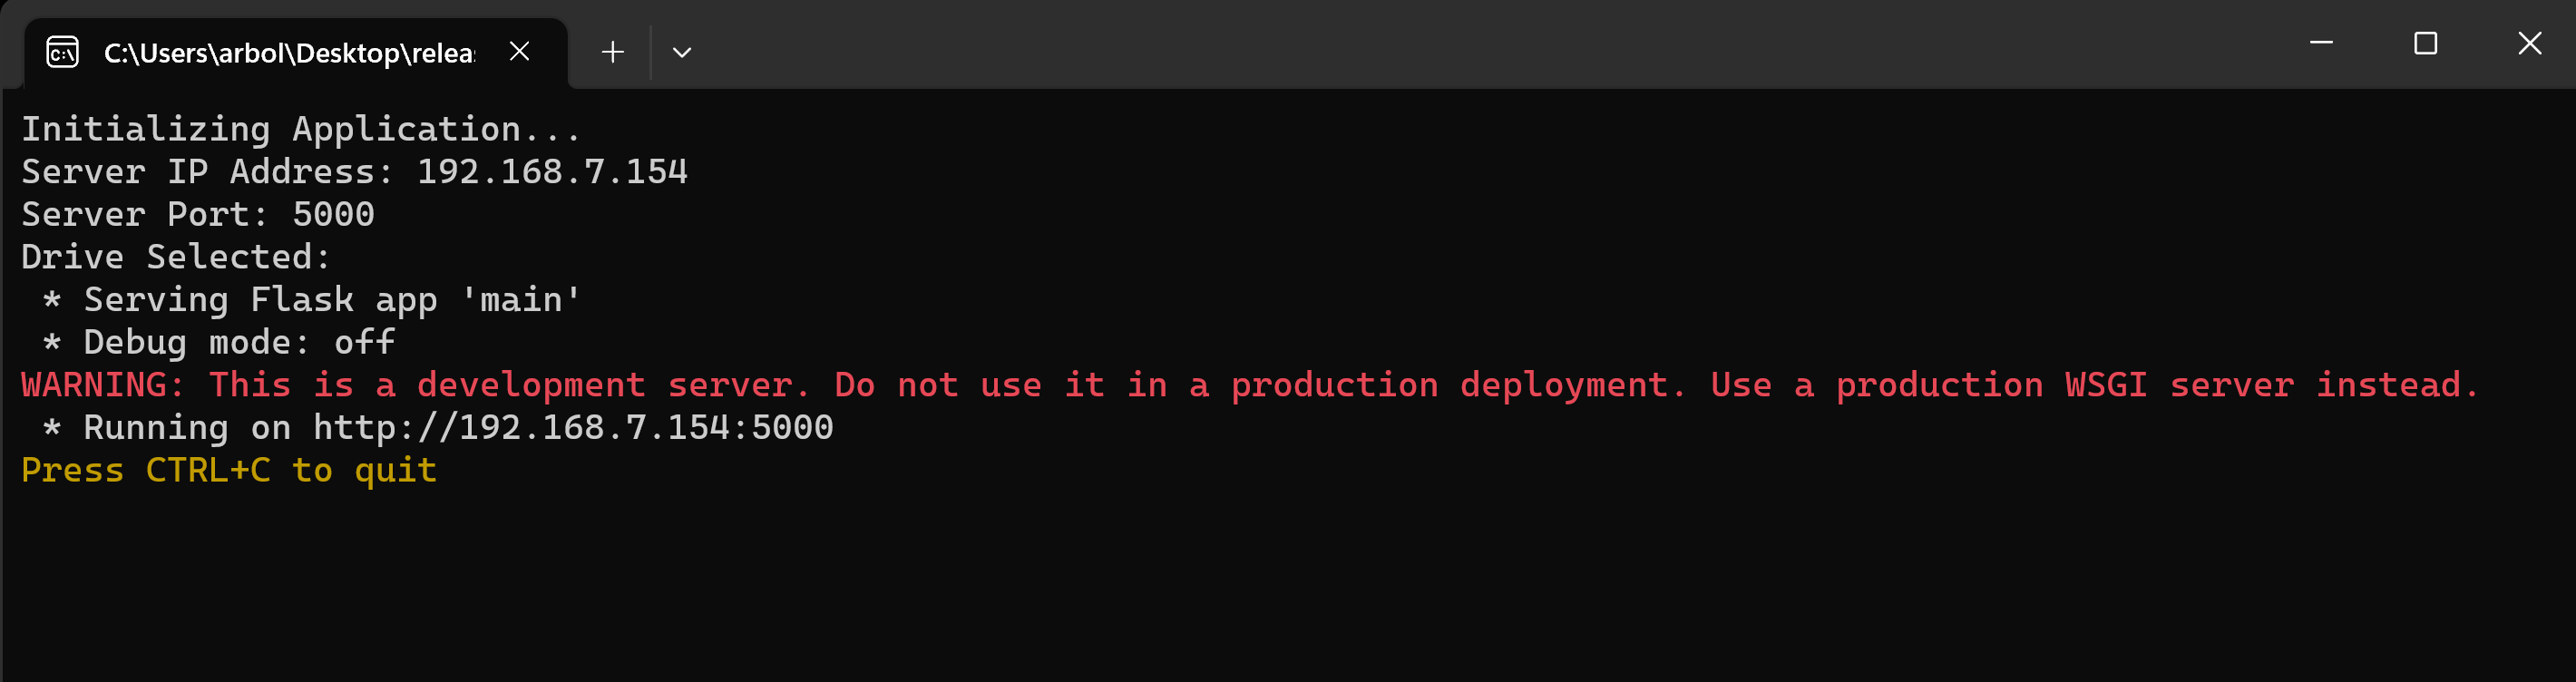 C:\Users\arbol\Desktop\relea
Initializing Application...
Server IP Address: 192.168.7.154
Server Port: 5000
Drive Selected:
 * Serving Flask app 'main'
 * Debug mode: off
WARNING: This is a development server. Do not use it in a production deployment. Use a production WSGI server instead.
 * Running on http://192.168.7.154:5000
Press CTRL+C to quit